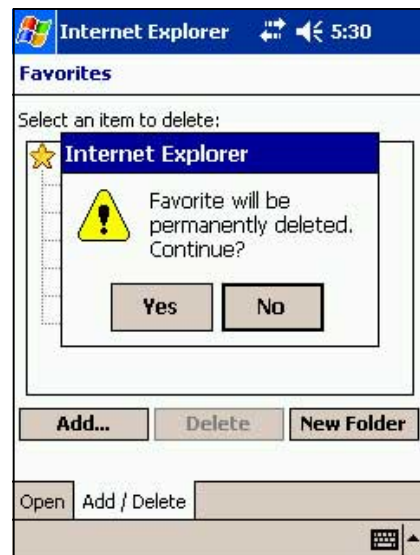 Internet Explorer 5:30
Favorites
Select an item to delete:
Internet Explorer
Favorite will be
permanently deleted.
Continue?
Yes No
Add... Delete New Folder
Open Add / Delete